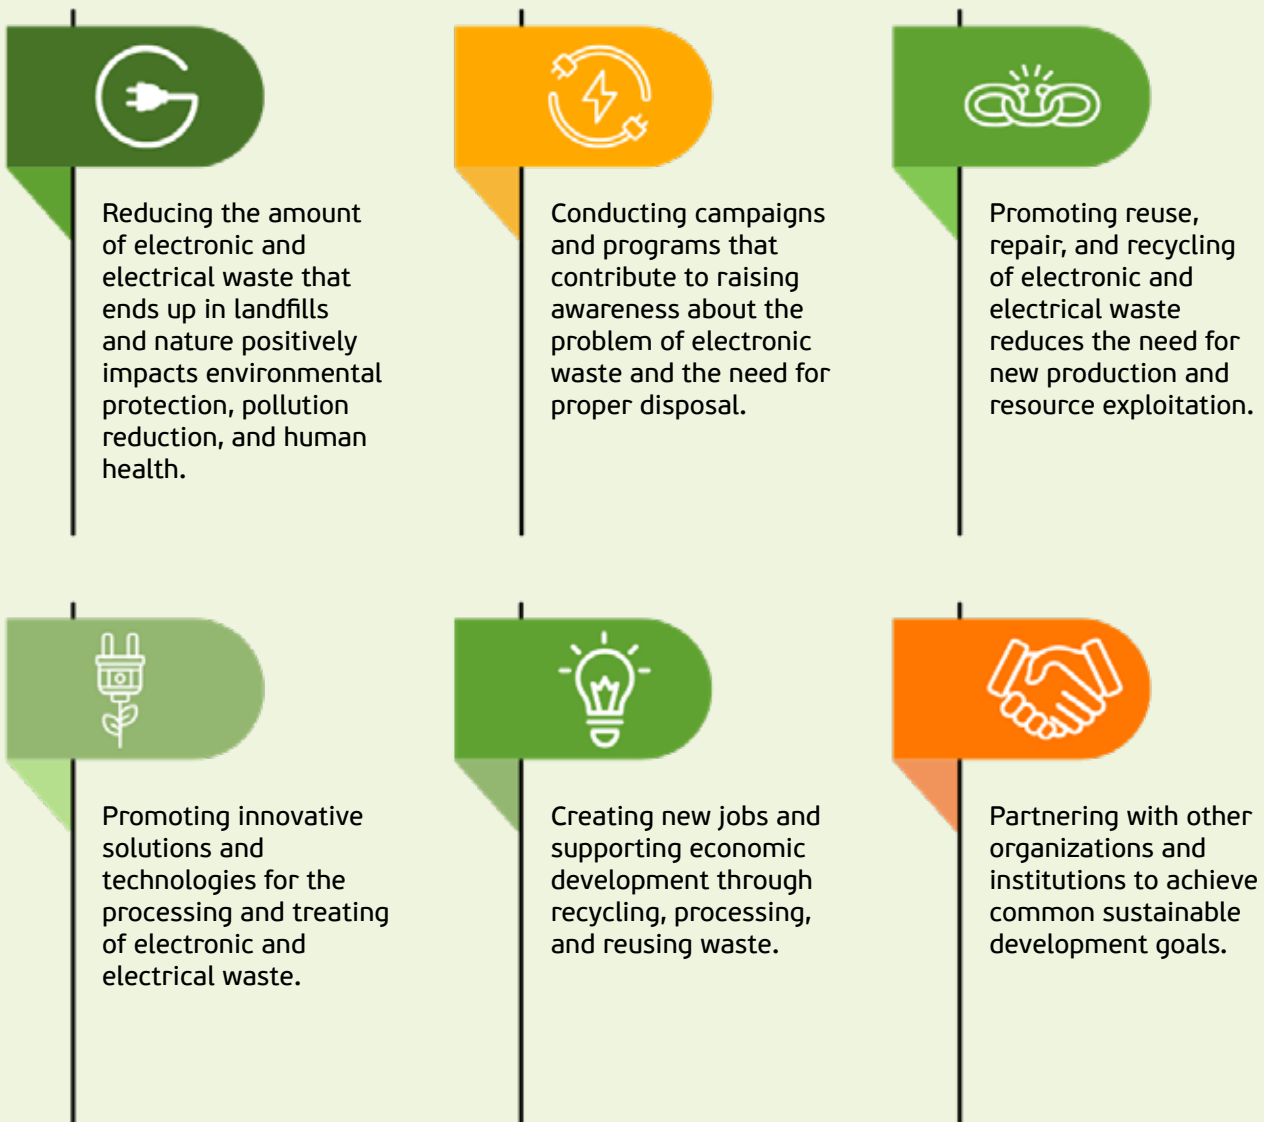 Reducing the amount
of electronic and
electrical waste that
ends up in landfills
and nature positively
impacts environmental
protection, pollution
reduction, and human
health.
Conducting campaigns
and programs that
contribute to raising
awareness about the
problem of electronic
waste and the need for
proper disposal.
Promoting reuse,
repair, and recycling
of electronic and
electrical waste
reduces the need for
new production and
resource exploitation.
Promoting innovative
solutions and
technologies for the
processing and treating
of electronic and
electrical waste.
Creating new jobs and
supporting economic
development through
recycling, processing,
and reusing waste.
Partnering with other
organizations and
institutions to achieve
common sustainable
development goals.